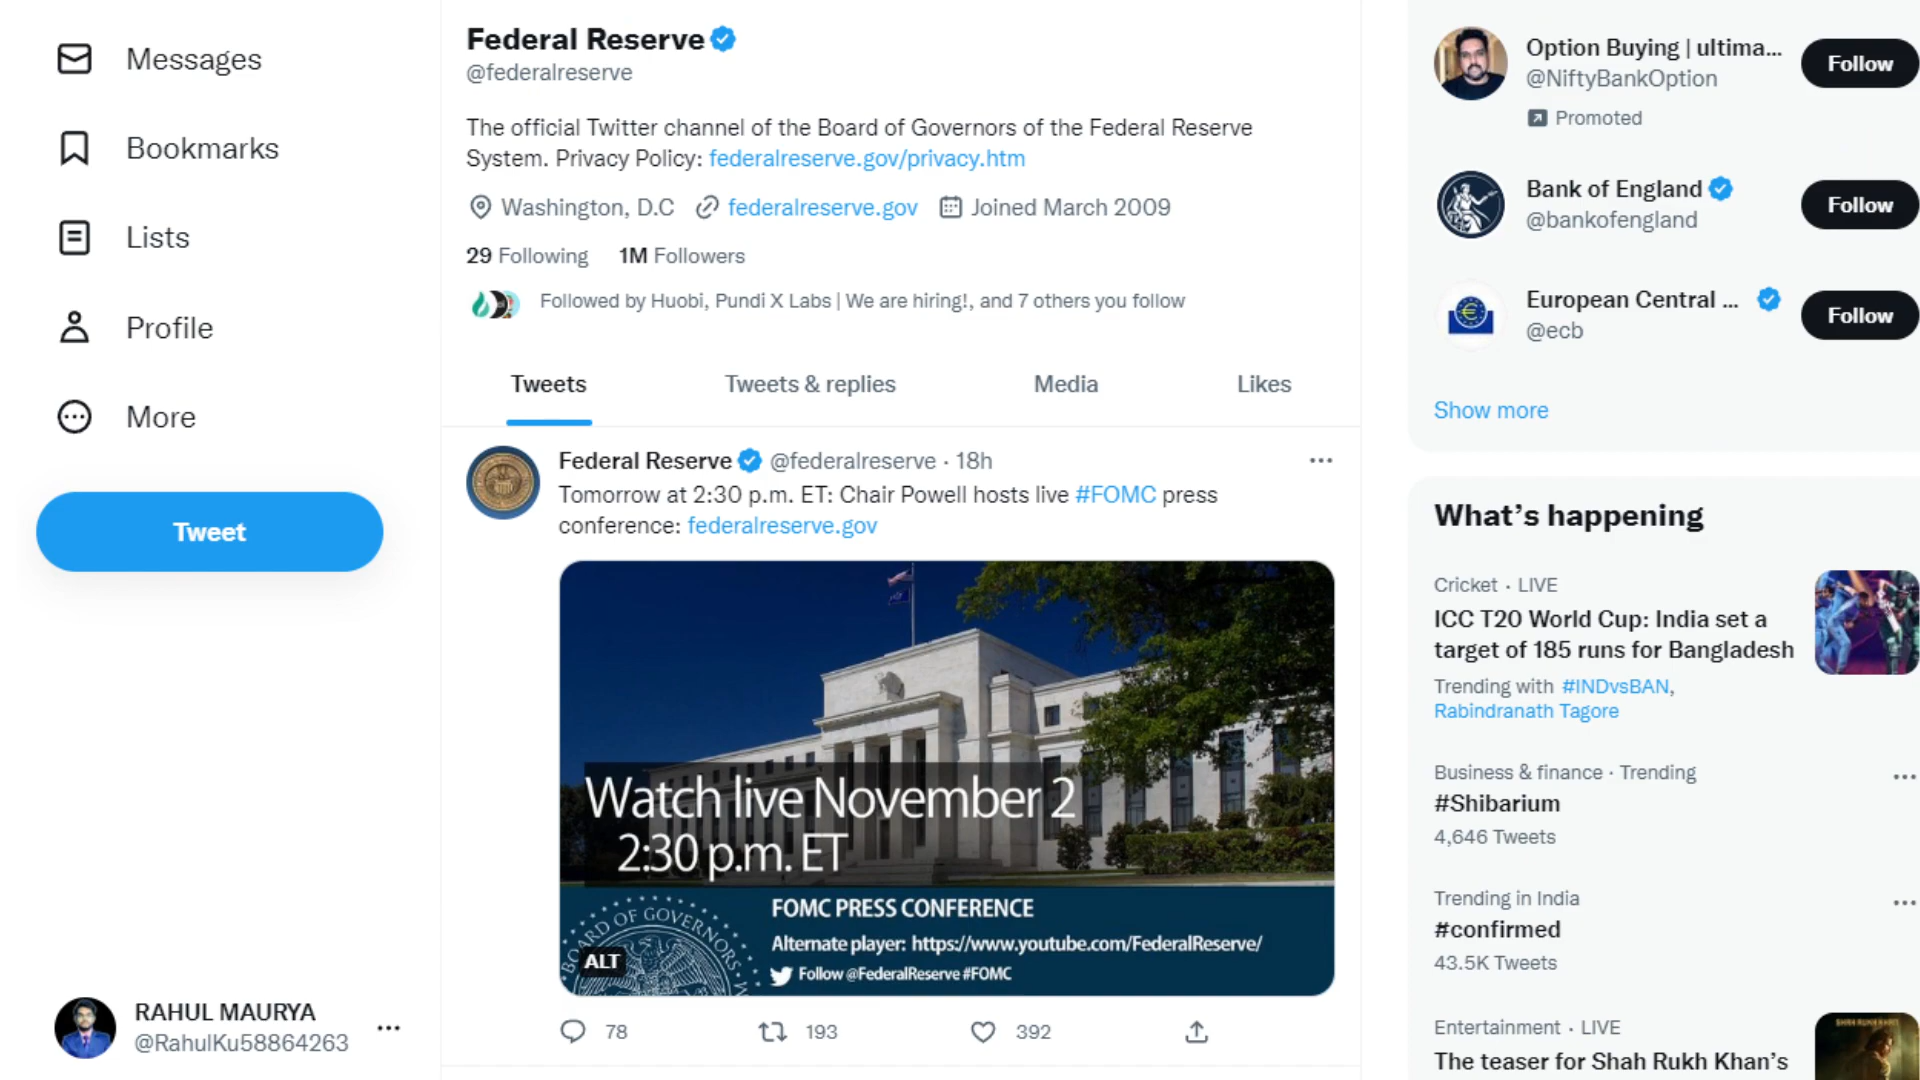 Messages
Bookmarks
Lists
Profile
More
Tweet
RAHUL MAURYA
@RahulKu58864263
Federal Reserve
@federalreserve
The official Twitter channel of the Board of Governors of the Federal Reserve
System. Privacy Policy: federalreserve.gov/privacy.htm
Washington, D.C federalreserve.gov Joined March 2009
29 Following 1M Followers
Followed by Huobi, Pundi X Labs | We are hiring!, and 7 others you follow
Tweets Tweets & replies Media Likes
Federal Reserve @federalreserve · 18h
Tomorrow at 2:30 p.m. ET: Chair Powell hosts live #FOMC press
conference: federalreserve.gov
Watch live November 2
2:30 p.m. ET
BOARD OF GOVERNORS
FOMC PRESS CONFERENCE
Alternate player: https://www.youtube.com/FederalReserve/
ALT
Follow @FederalReserve #FOMC
78 193 392
Option Buying | ultima...
@NiftyBankOption
Follow
Promoted
Bank of England
@bankofengland
Follow
European Central ...
@ecb
Follow
Show more
What's happening
Cricket · LIVE
ICC T20 World Cup: India set a
target of 185 runs for Bangladesh
Trending with #INDvsBAN,
Rabindranath Tagore
Business & finance · Trending
#Shibarium
4,646 Tweets
Trending in India
#confirmed
43.5K Tweets
Entertainment · LIVE
The teaser for Shah Rukh Khan's